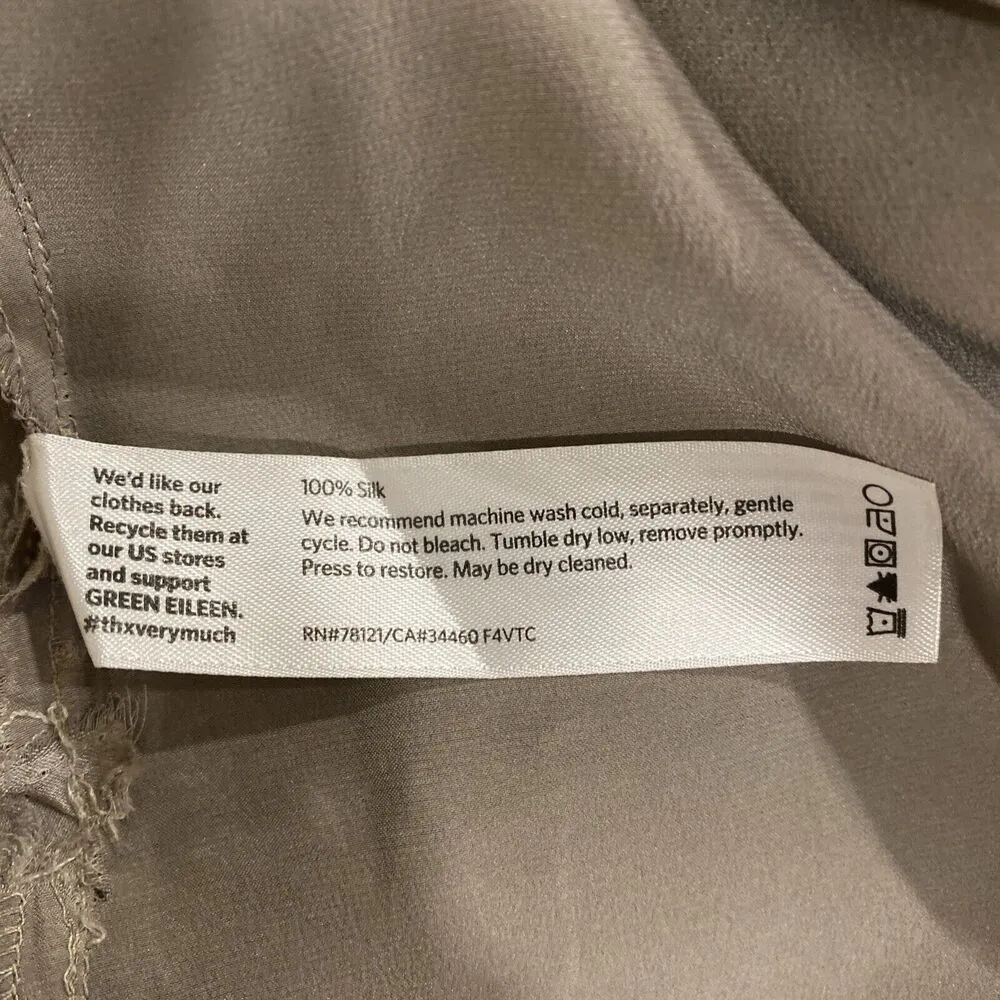 We'd like our
clothes back.
Recycle them at
our US stores
and support
GREEN EILEEN.
#thxverymuch
100% Silk
We recommend machine wash cold, separately, gentle
cycle. Do not bleach. Tumble dry low, remove promptly.
Press to restore. May be dry cleaned.
RN#78121/CA#34460 F4VTC